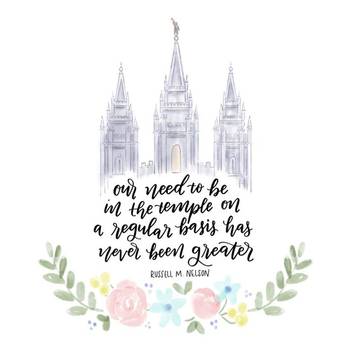 our need to be
in the temple on
a regular basis has
never been greater
RUSSELL M. NELSON